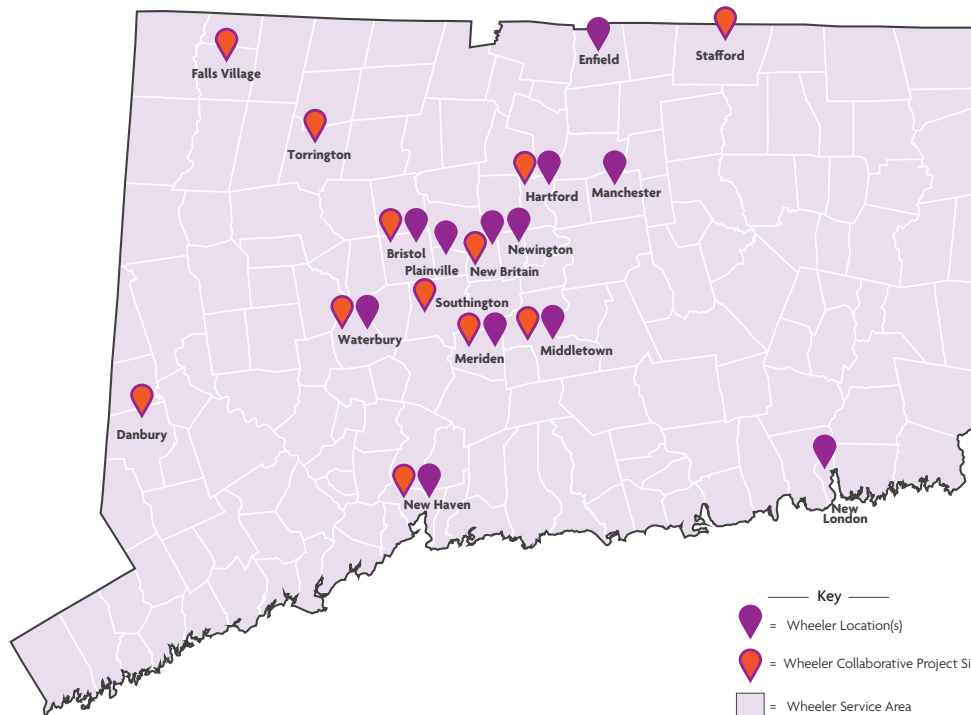 Enfield
Stafford
Falls Village
Torrington
Hartford
Manchester
Bristol
Newington
Plainville
New Britain
Southington
Waterbury
Meriden
Middletown
Danbury
New Haven
New
London
Key
= Wheeler Location(s)
= Wheeler Collaborative Project Si
= Wheeler Service Area